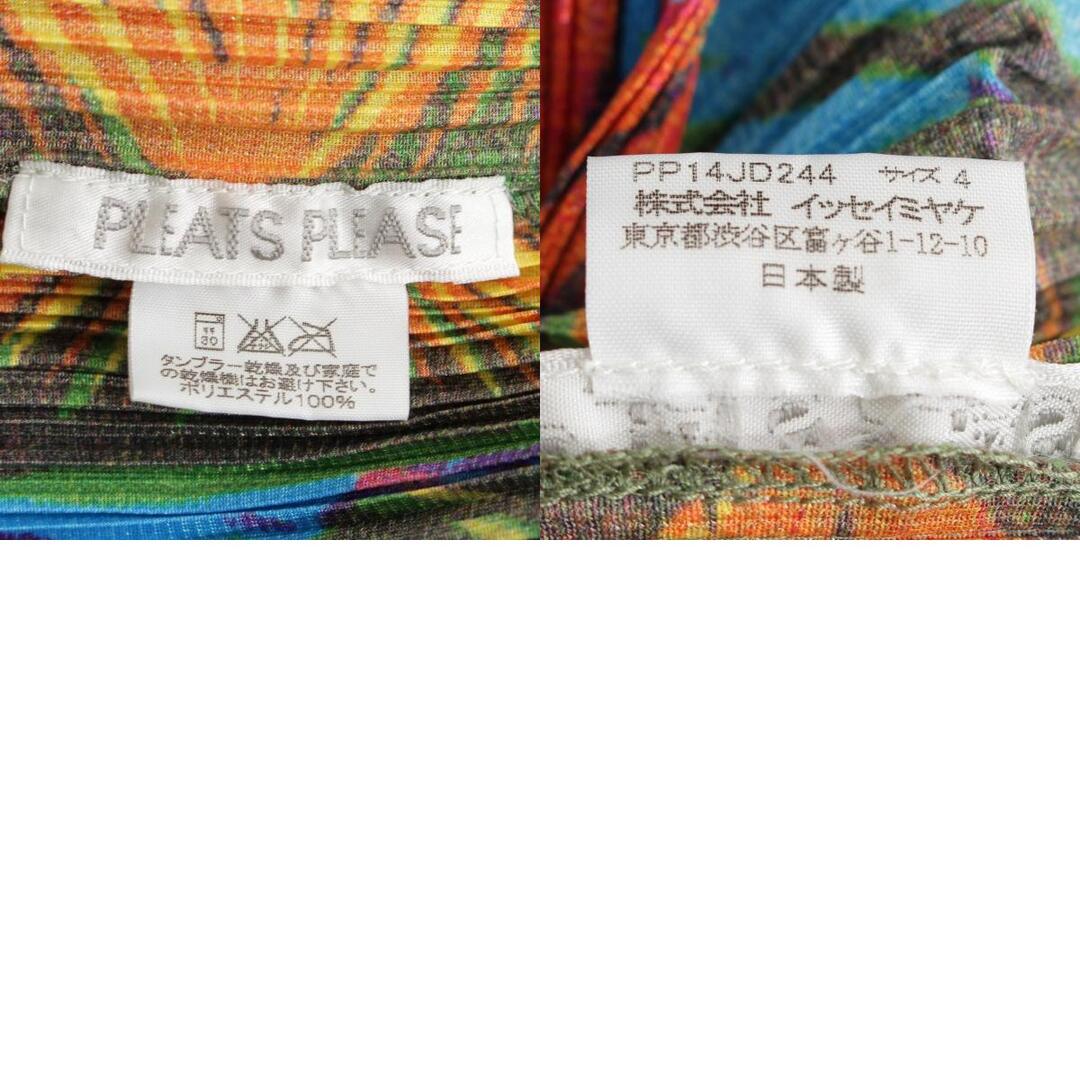 PLEATS PLEASE
30
タンブラー乾燥及び家庭で
の乾燥機はお避け下さい。
ポリエステル100%
PP14JD244 サイズ 4
株式会社 イッセイミヤケ
東京都渋谷区富ヶ谷1-12-10
日本製